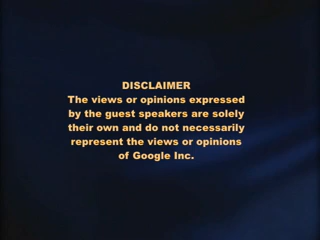 DISCLAIMER
The views or opinions expressed
by the guest speakers are solely
their own and do not necessarily
represent the views or opinions
of Google Inc.